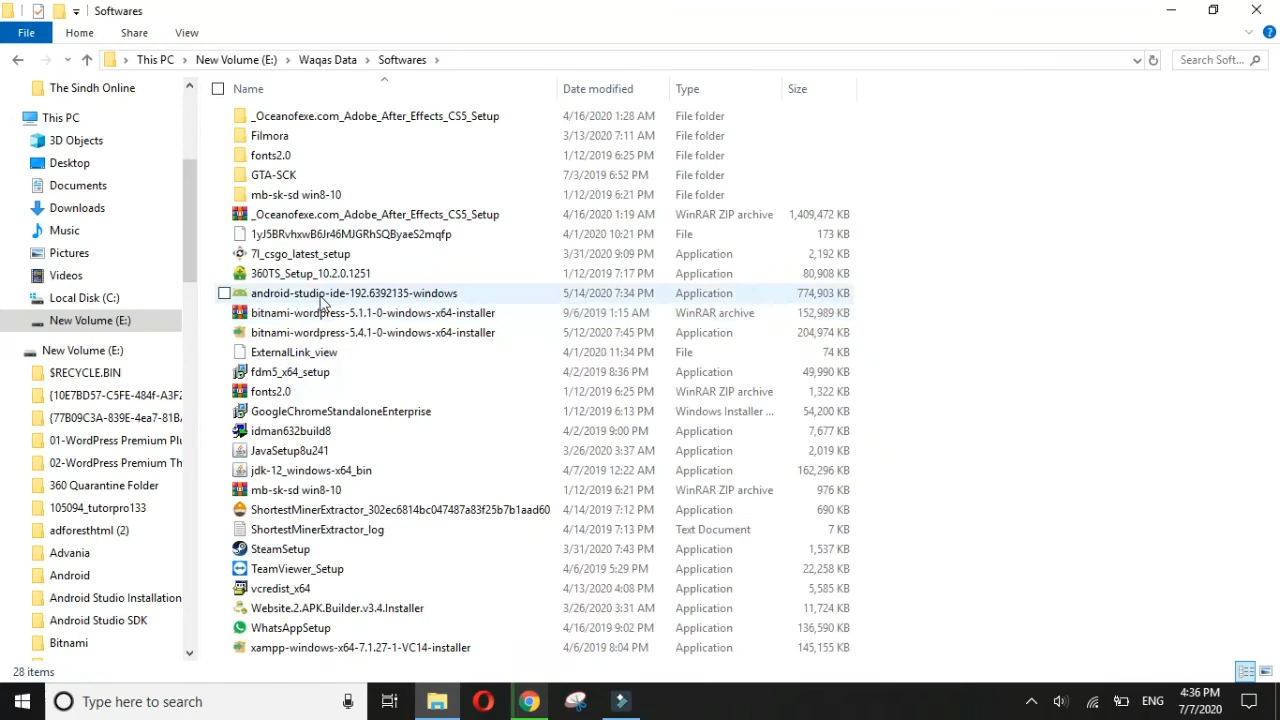 Softwares
File Home Share View
This PC New Volume (E:) Waqas Data Softwares Search Soft...
The Sindh Online
This PC
3D Objects
Desktop
Documents
Downloads
Music
Pictures
Videos
Local Disk (C:)
New Volume (E:)
New Volume (E:)
$RECYCLE.BIN
{10E7BD57-C5FE-484f-A3F2
{77B09C3A-839E-4ea7-81BA
01-WordPress Premium Plu
02-WordPress Premium Th
360 Quarantine Folder
105094_tutorpro133
adforesthtml (2)
Advania
Android
Android Studio Installation
Android Studio SDK
Bitnami
Name Date modified Type Size
_Oceanofexe.com_Adobe_After_Effects_CS5_Setup 4/16/2020 1:28 AM File folder
Filmora 3/13/2020 7:11 AM File folder
fonts2.0 1/12/2019 6:25 PM File folder
GTA-SCK 7/3/2019 6:52 PM File folder
mb-sk-sd win8-10 1/12/2019 6:21 PM File folder
_Oceanofexe.com_Adobe_After_Effects_CS5_Setup 4/16/2020 1:19 AM WinRAR ZIP archive 1,409,472 KB
1yJ5BRvhxwB6Jr46MJGRhSQByaeS2mqfp 4/1/2020 10:21 PM File 173 KB
7l_csgo_latest_setup 3/31/2020 9:09 PM Application 2,192 KB
360TS_Setup_10.2.0.1251 1/12/2019 7:17 PM Application 80,908 KB
android-studio-ide-192.6392135-windows 5/14/2020 7:34 PM Application 774,903 KB
bitnami-wordpress-5.1.1-0-windows-x64-installer 9/6/2019 1:15 AM WinRAR archive 152,989 KB
bitnami-wordpress-5.4.1-0-windows-x64-installer 5/12/2020 7:45 PM Application 204,974 KB
ExternalLink_view 4/1/2020 11:34 PM File 74 KB
fdm5_x64_setup 4/2/2019 8:36 PM Application 49,990 KB
fonts2.0 1/12/2019 6:25 PM WinRAR ZIP archive 1,322 KB
GoogleChromeStandaloneEnterprise 1/12/2019 6:13 PM Windows Installer ... 54,200 KB
idman632build8 4/2/2019 9:00 PM Application 7,677 KB
JavaSetup8u241 3/26/2020 3:37 AM Application 2,019 KB
jdk-12_windows-x64_bin 4/7/2019 12:22 AM Application 162,296 KB
mb-sk-sd win8-10 1/12/2019 6:21 PM WinRAR ZIP archive 976 KB
ShortestMinerExtractor_302ec6814bc047487a83f25b7b1aad60 4/14/2019 7:12 PM Application 690 KB
ShortestMinerExtractor_log 4/14/2019 7:13 PM Text Document 7 KB
SteamSetup 3/31/2020 7:43 PM Application 1,537 KB
TeamViewer_Setup 4/6/2019 5:29 PM Application 22,258 KB
vcredist_x64 4/13/2019 4:08 PM Application 5,585 KB
Website.2.APK.Builder.v3.4.Installer 3/26/2020 3:31 AM Application 11,724 KB
WhatsAppSetup 4/16/2019 9:02 PM Application 136,590 KB
xampp-windows-x64-7.1.27-1-VC14-installer 4/6/2019 8:04 PM Application 145,155 KB
28 items
Type here to search
ENG
4:36 PM
7/7/2020